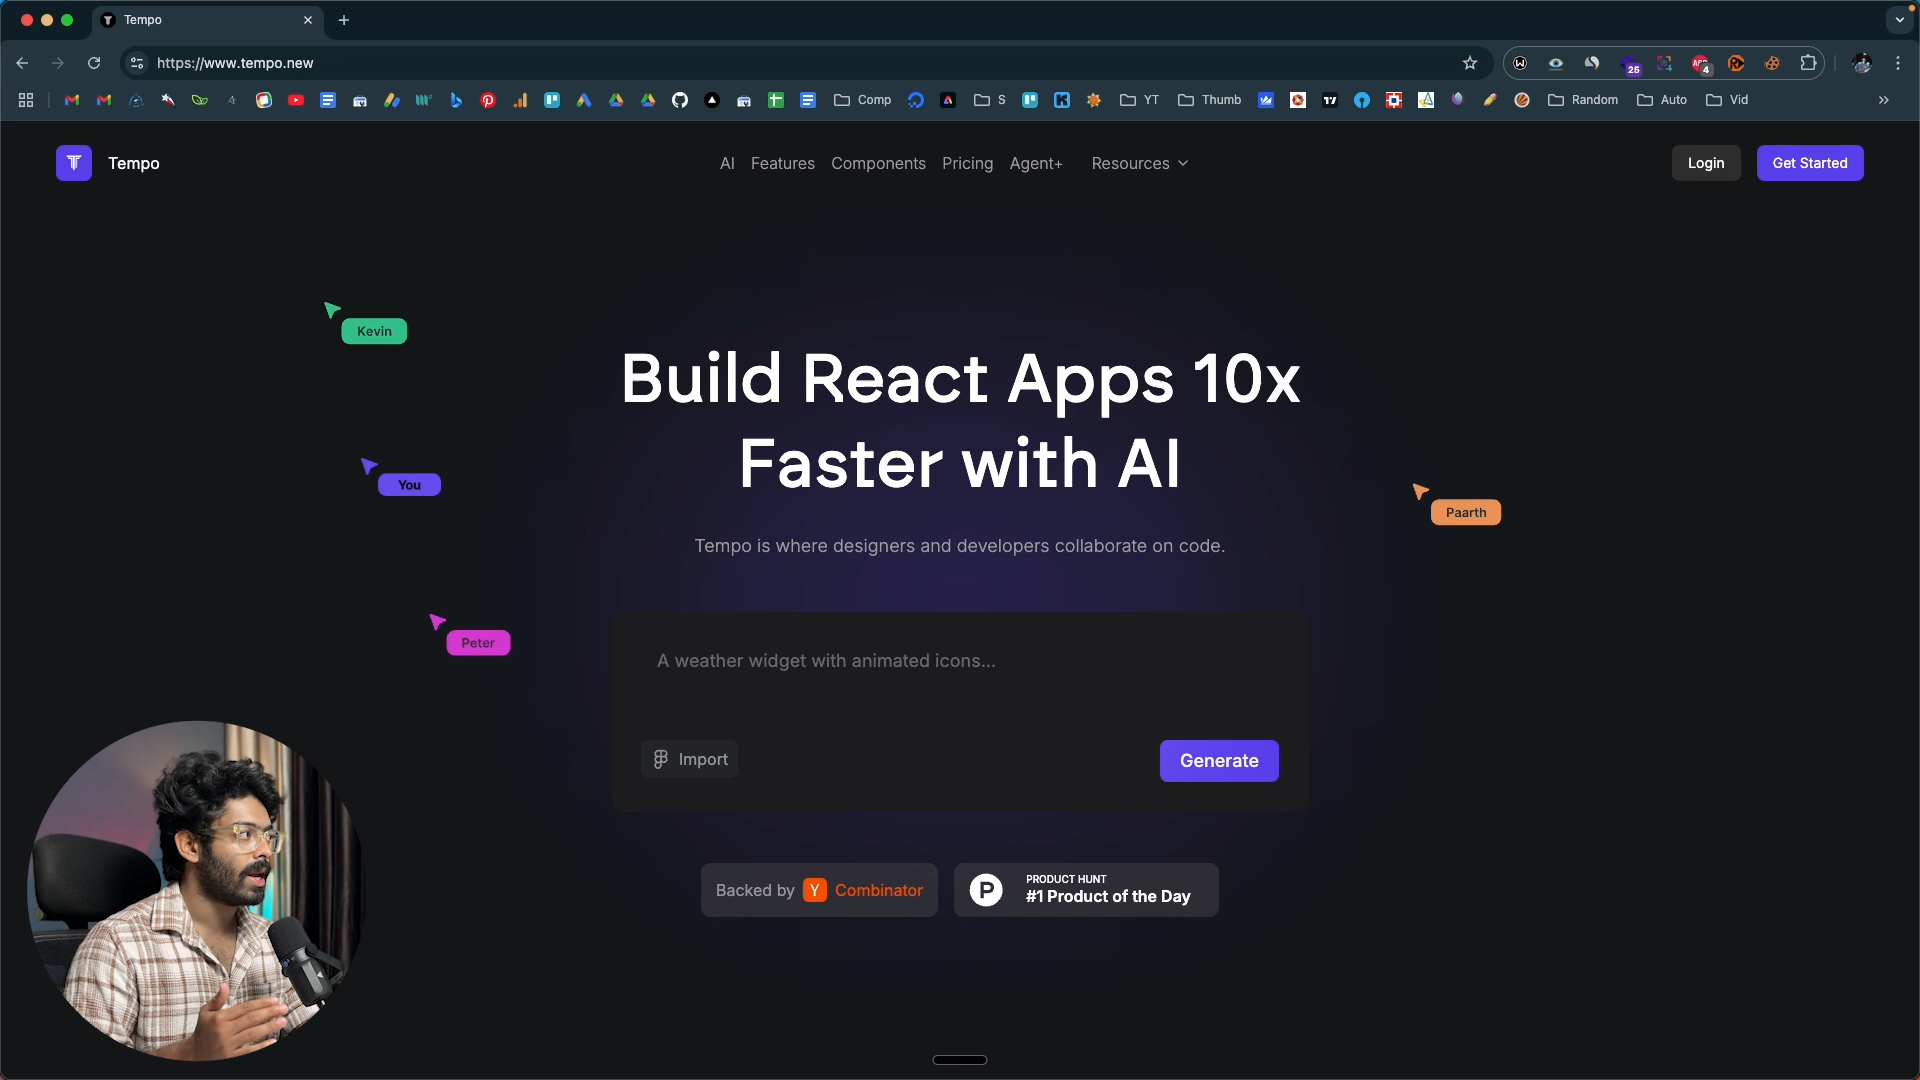 Tempo
https://www.tempo.new
25
4
Comp
S
YT
Thumb
Random
Auto
Vid
Tempo
AI Features Components Pricing Agent+ Resources
Login
Get Started
Kevin
Build React Apps 10x
Faster with AI
You
Paarth
Tempo is where designers and developers collaborate on code.
Peter
A weather widget with animated icons...
Import
Generate
Backed by Y Combinator
P
PRODUCT HUNT
#1 Product of the Day